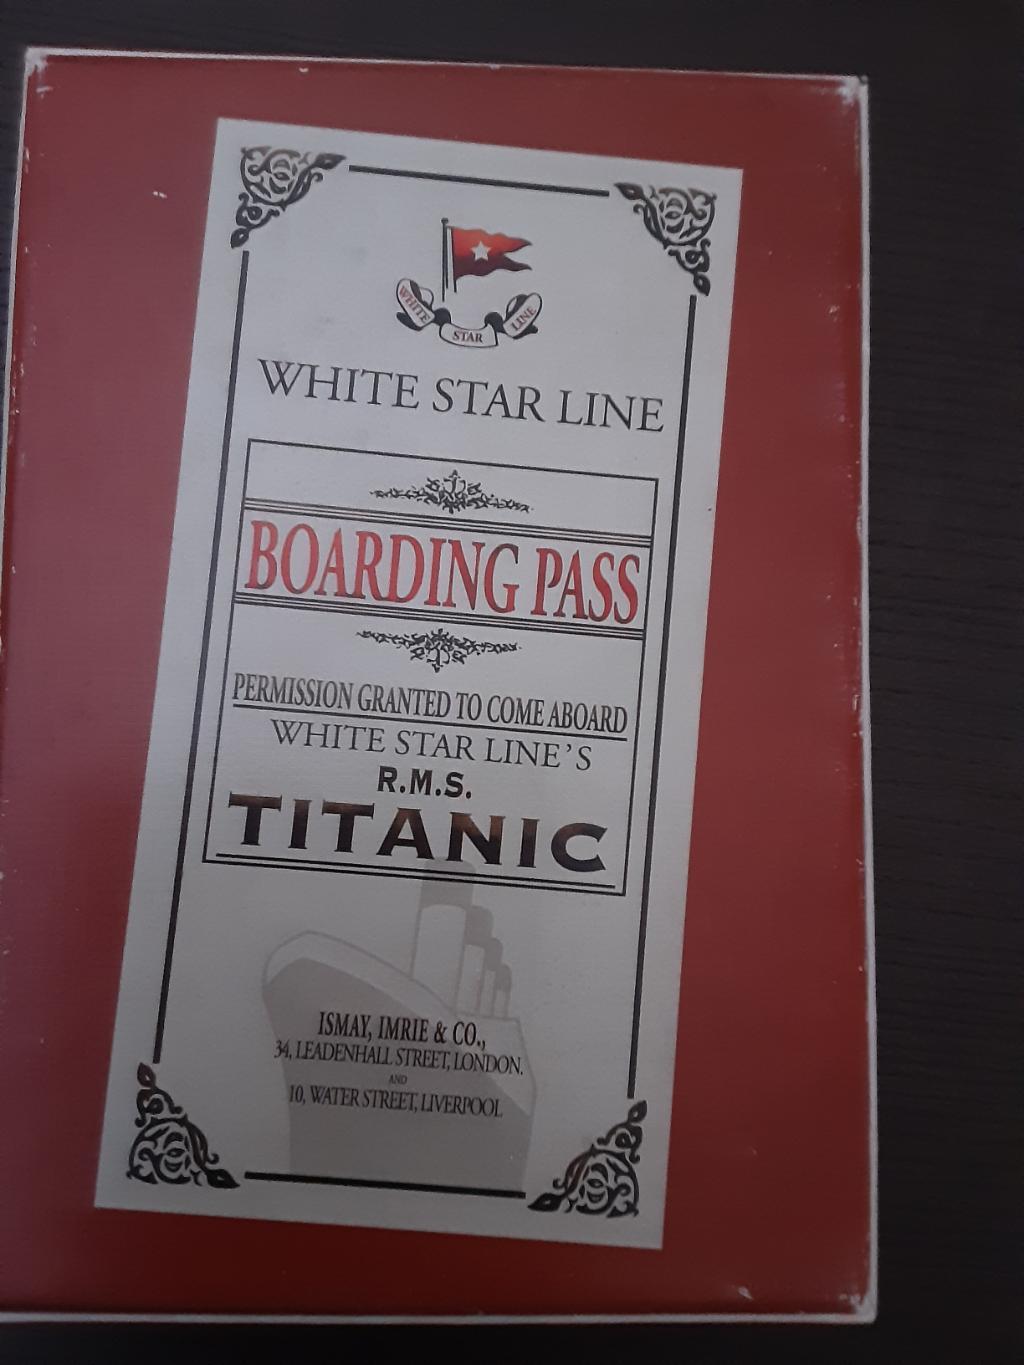 WHITE STAR LINE
WHITE STAR LINE
BOARDING PASS
PERMISSION GRANTED TO COME ABOARD
WHITE STAR LINE'S
R.M.S.
TITANIC
ISMAY, IMRIE & CO.,
34, LEADENHALL STREET, LONDON.
AND
10, WATER STREET, LIVERPOOL